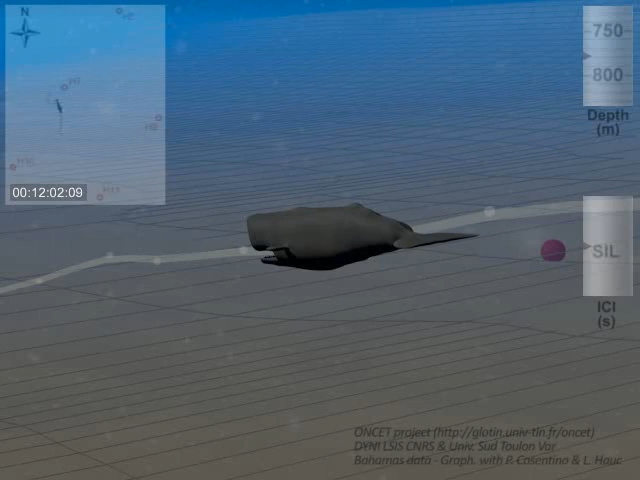 N
H7
00:12:02:09
750
800
Depth
(m)
SIL
ICI
(s)
ONCET project (http://glotin.univ-tln.fr/oncet)
DYNI LSIS CNRS & Univ. Sud Toulon Var
Bahamas data - Graph. with P. Cosentino & L. Hauc